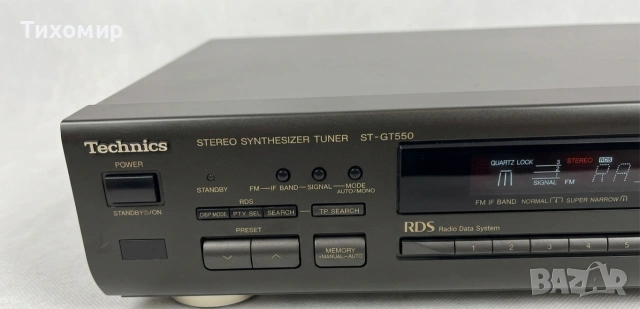 Тихомир
Technics
STEREO SYNTHESIZER TUNER ST-GT550
POWER
STANDBY⏻/ON
STANDBY
FM—IF BAND—SIGNAL—MODE
AUTO/MONO
RDS
DISP MODE PTY SEL SEARCH TP SEARCH
PRESET
MEMORY
MANUAL AUTO
QUARTZ LOCK STEREO RDS
SIGNAL FM
FM IF BAND NORMAL SUPER NARROW
RDS Radio Data System
1 2 3 4 5
BAZAR